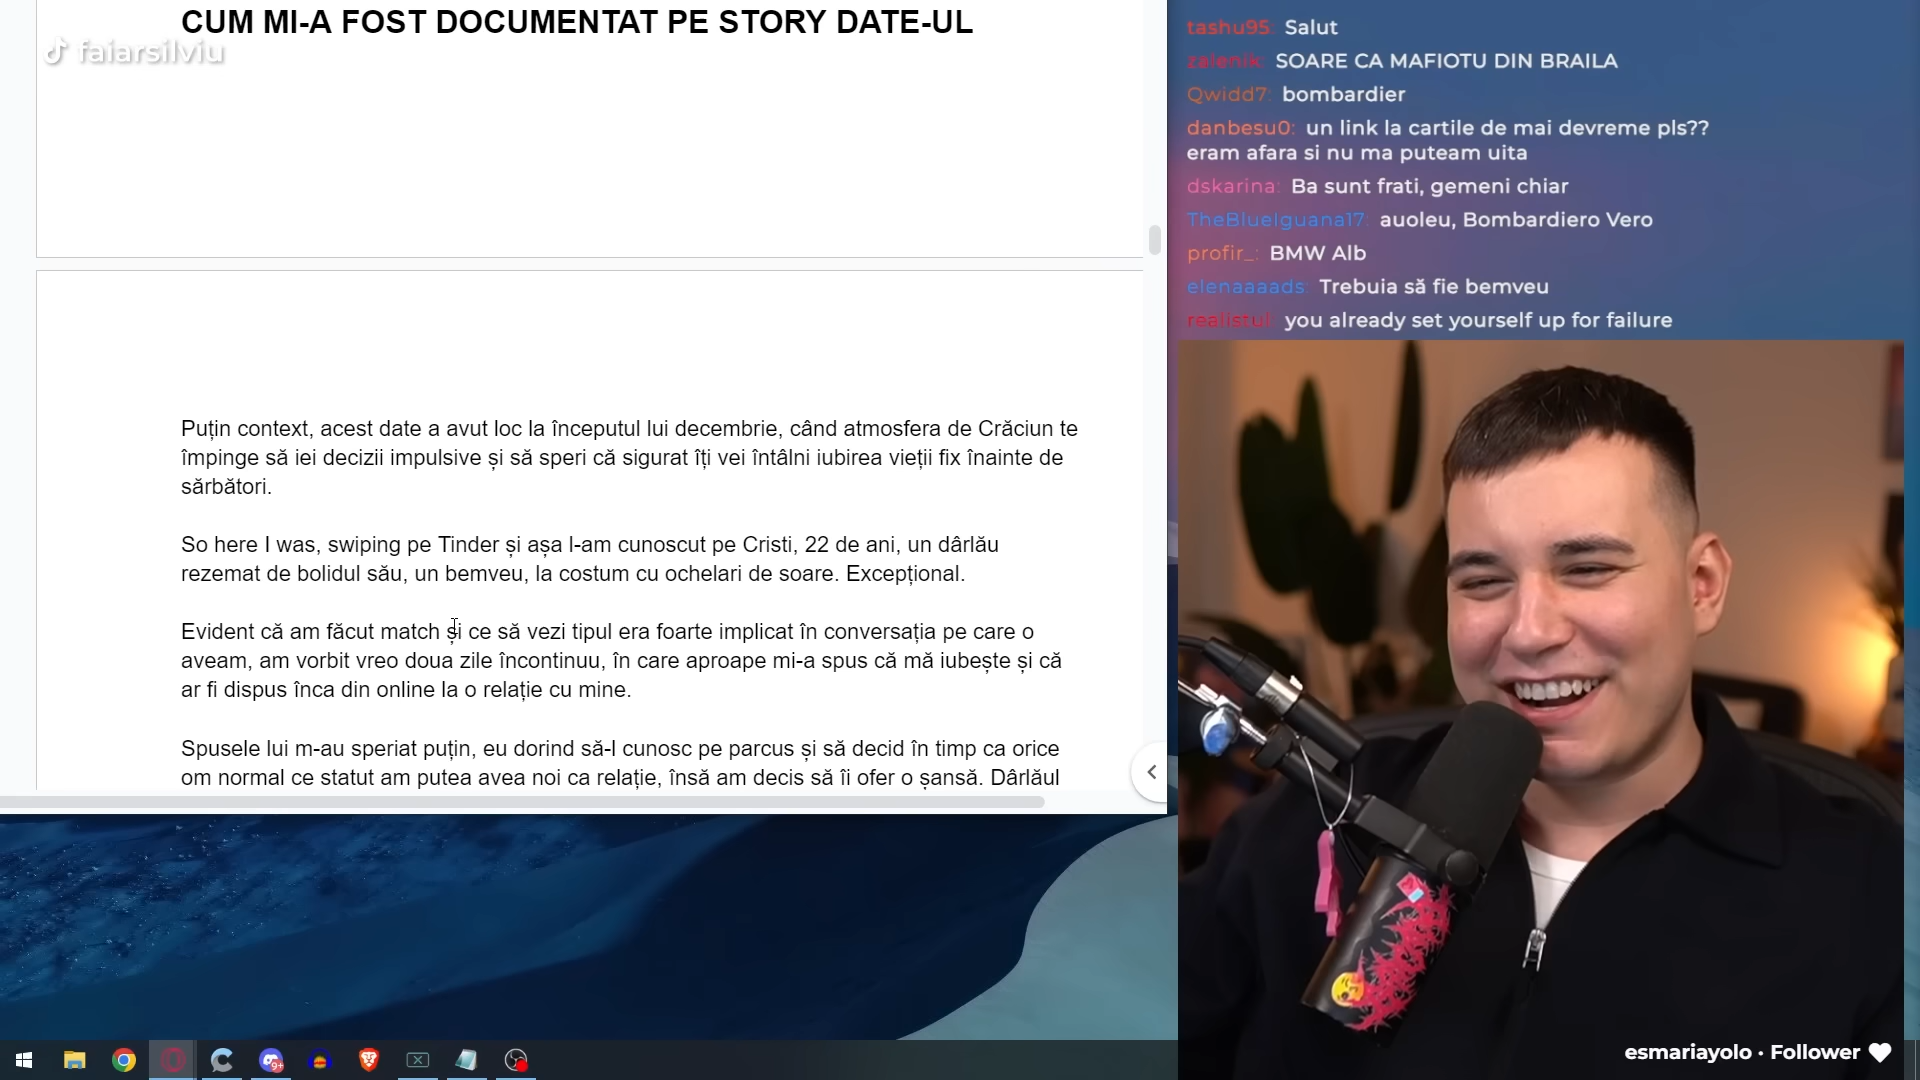 CUM MI-A FOST DOCUMENTAT PE STORY DATE-UL
faiarsilviu
Puțin context, acest date a avut loc la începutul lui decembrie, când atmosfera de Crăciun te
împinge să iei decizii impulsive și să speri că sigurat îți vei întâlni iubirea vieții fix înainte de
sărbători.
So here I was, swiping pe Tinder și așa l-am cunoscut pe Cristi, 22 de ani, un dârlău
rezemat de bolidul său, un bemveu, la costum cu ochelari de soare. Excepțional.
Evident că am făcut match și ce să vezi tipul era foarte implicat în conversația pe care o
aveam, am vorbit vreo doua zile încontinuu, în care aproape mi-a spus că mă iubește și că
ar fi dispus înca din online la o relație cu mine.
Spusele lui m-au speriat puțin, eu dorind să-l cunosc pe parcus și să decid în timp ca orice
om normal ce statut am putea avea noi ca relație, însă am decis să îi ofer o șansă. Dârlăul
tashu95: Salut
zalenik: SOARE CA MAFIOTU DIN BRAILA
Qwidd7: bombardier
danbesu0: un link la cartile de mai devreme pls??
eram afara si nu ma puteam uita
dskarina: Ba sunt frati, gemeni chiar
TheBlueIguana17: auoleu, Bombardiero Vero
profir_: BMW Alb
elenaaaads: Trebuia să fie bemveu
realistul: you already set yourself up for failure
9+
esmariayolo • Follower